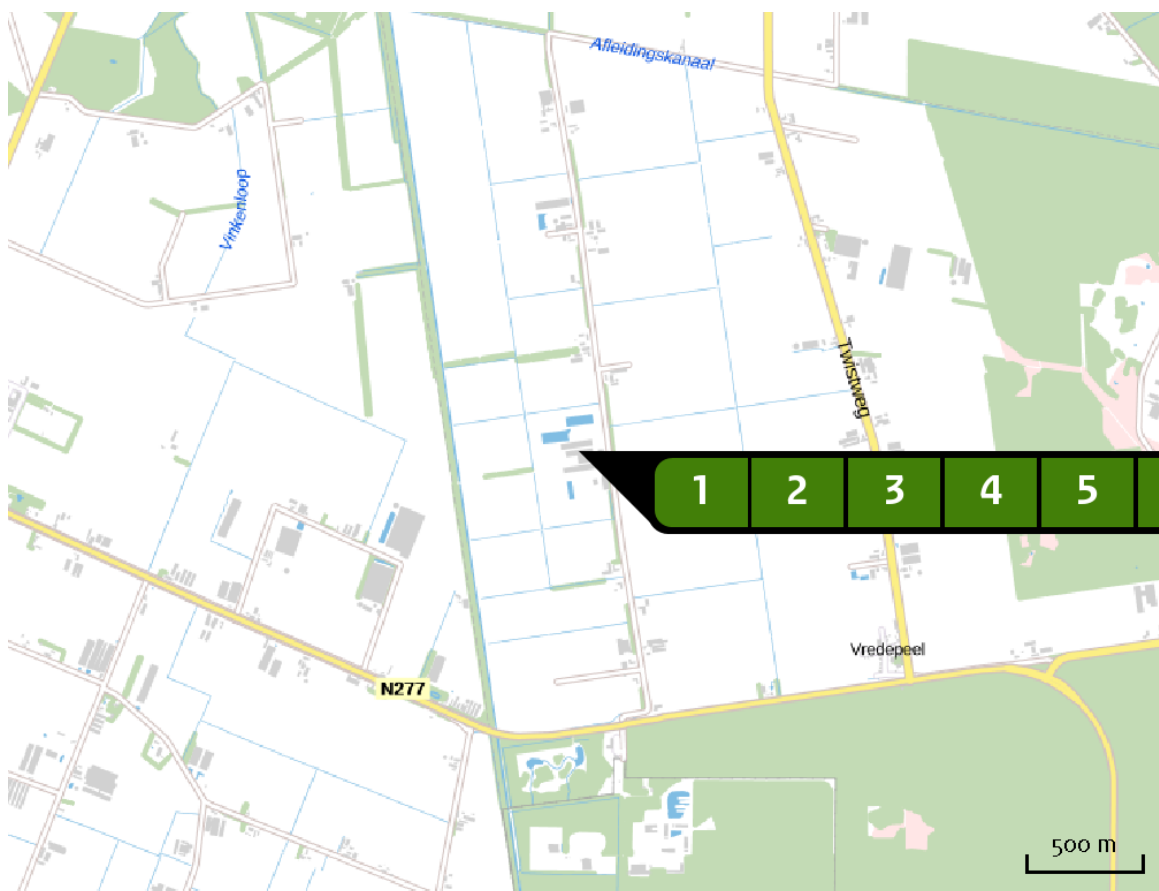 Afleidingskanaal
Vinkenloop
Twistweg
1 2 3 4 5
Vredepeel
N277
500 m